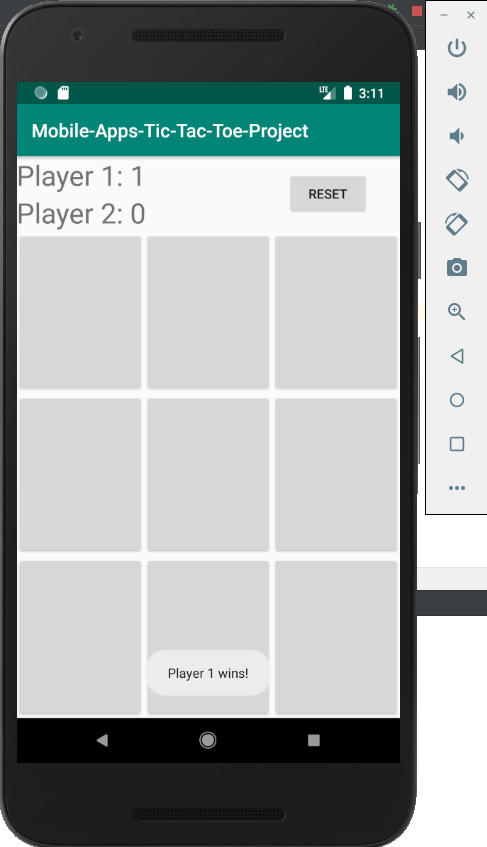 LTE 3:11
Mobile-Apps-Tic-Tac-Toe-Project
Player 1: 1
RESET
Player 2: 0
Player 1 wins!